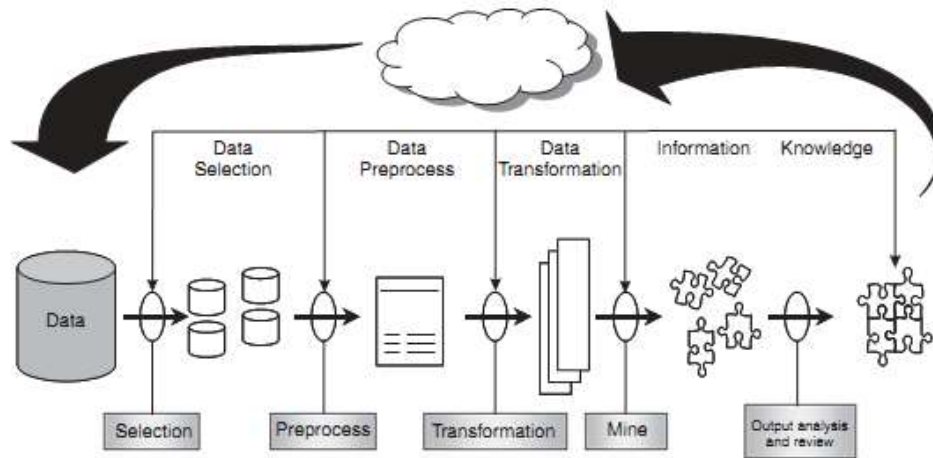 Data
Selection
Data
Preprocess
Data
Transformation
Information
Knowledge
Data
Selection
Preprocess
Transformation
Mine
Output analysis
and review